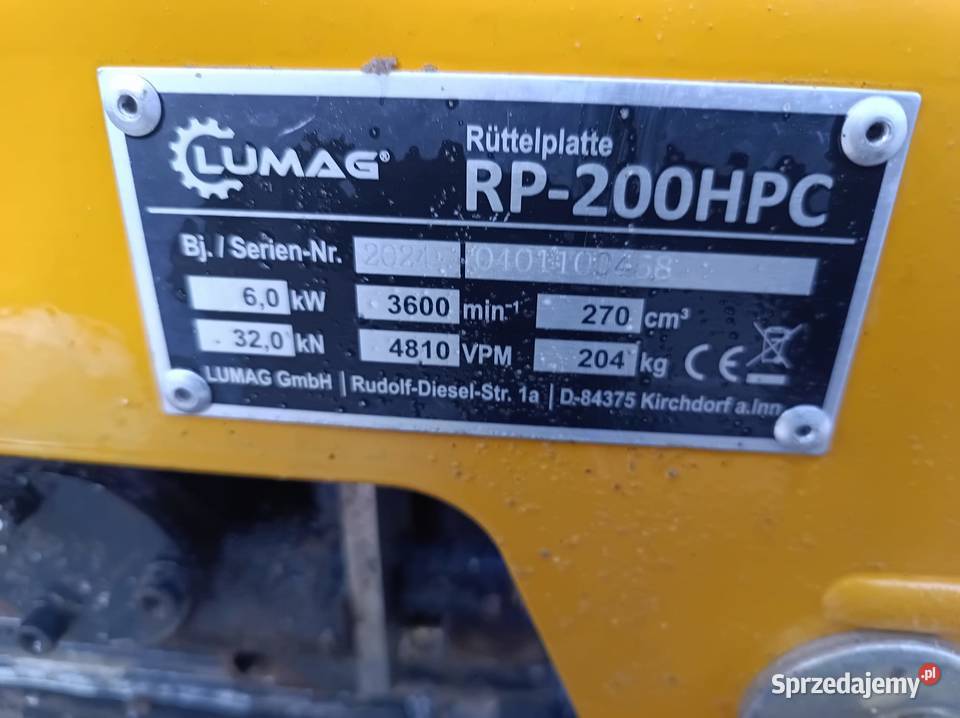 LUMAG®
Rüttelplatte
RP-200HPC
Bj. / Serien-Nr. 0401100458
6,0 kW 3600 min⁻¹ 270 cm³
32,0 kN 4810 VPM 204 kg CE
LUMAG GmbH | Rudolf-Diesel-Str. 1a | D-84375 Kirchdorf a.Inn
Sprzedajemy.pl